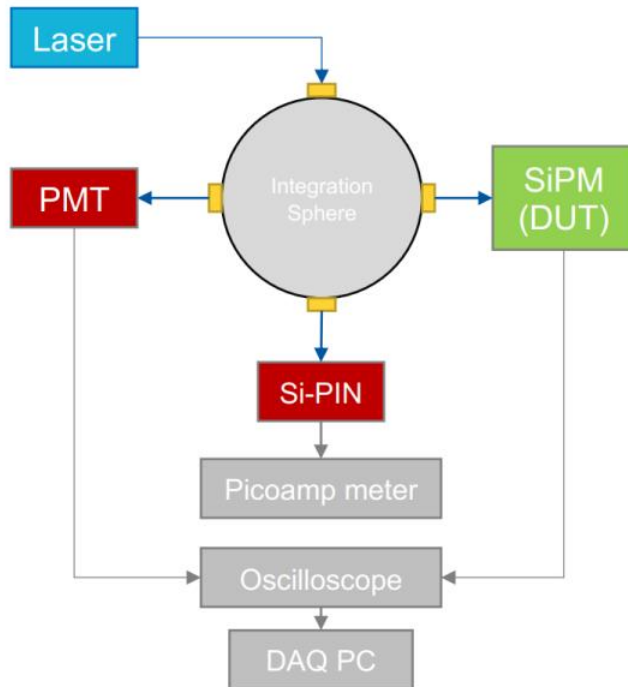 Laser
Integration
Sphere
PMT
SiPM
(DUT)
Si-PIN
Picoamp meter
Oscilloscope
DAQ PC